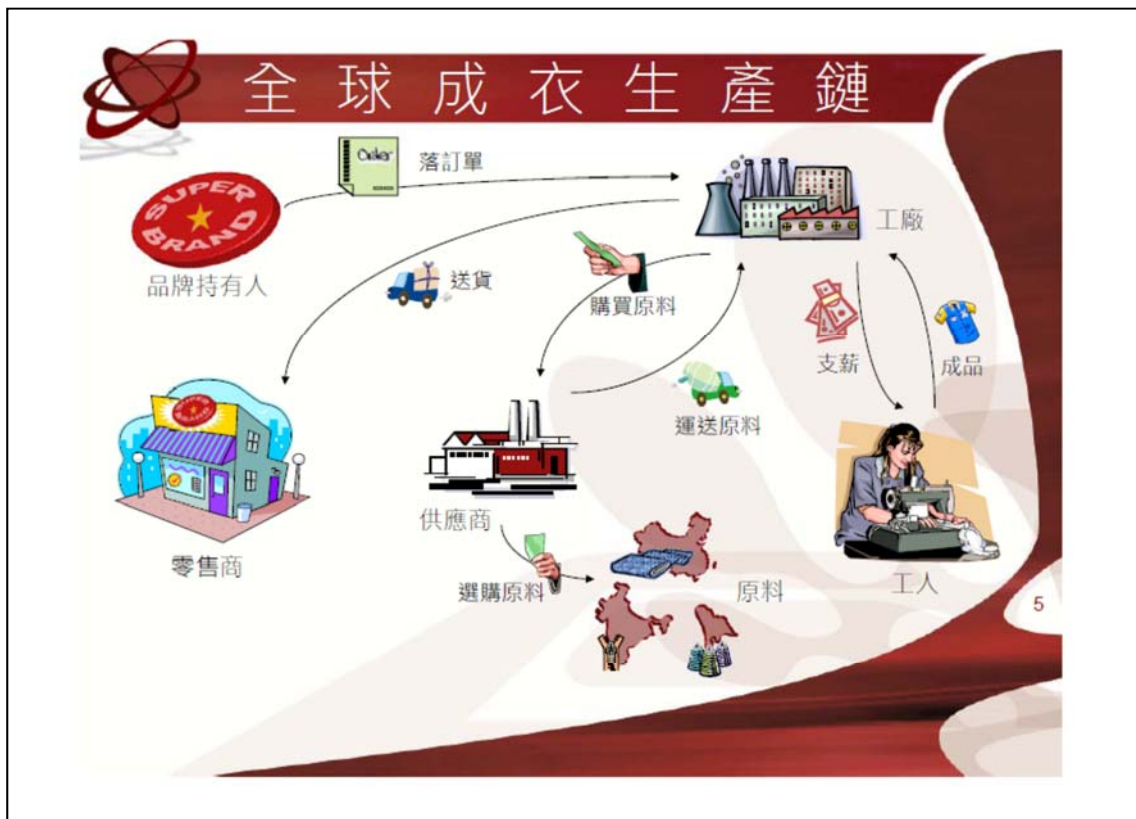 全球成衣生產鏈
Order
落訂單
SUPER
BRAND
品牌持有人
工廠
送貨
購買原料
支薪
成品
運送原料
供應商
零售商
選購原料
原料
工人
5